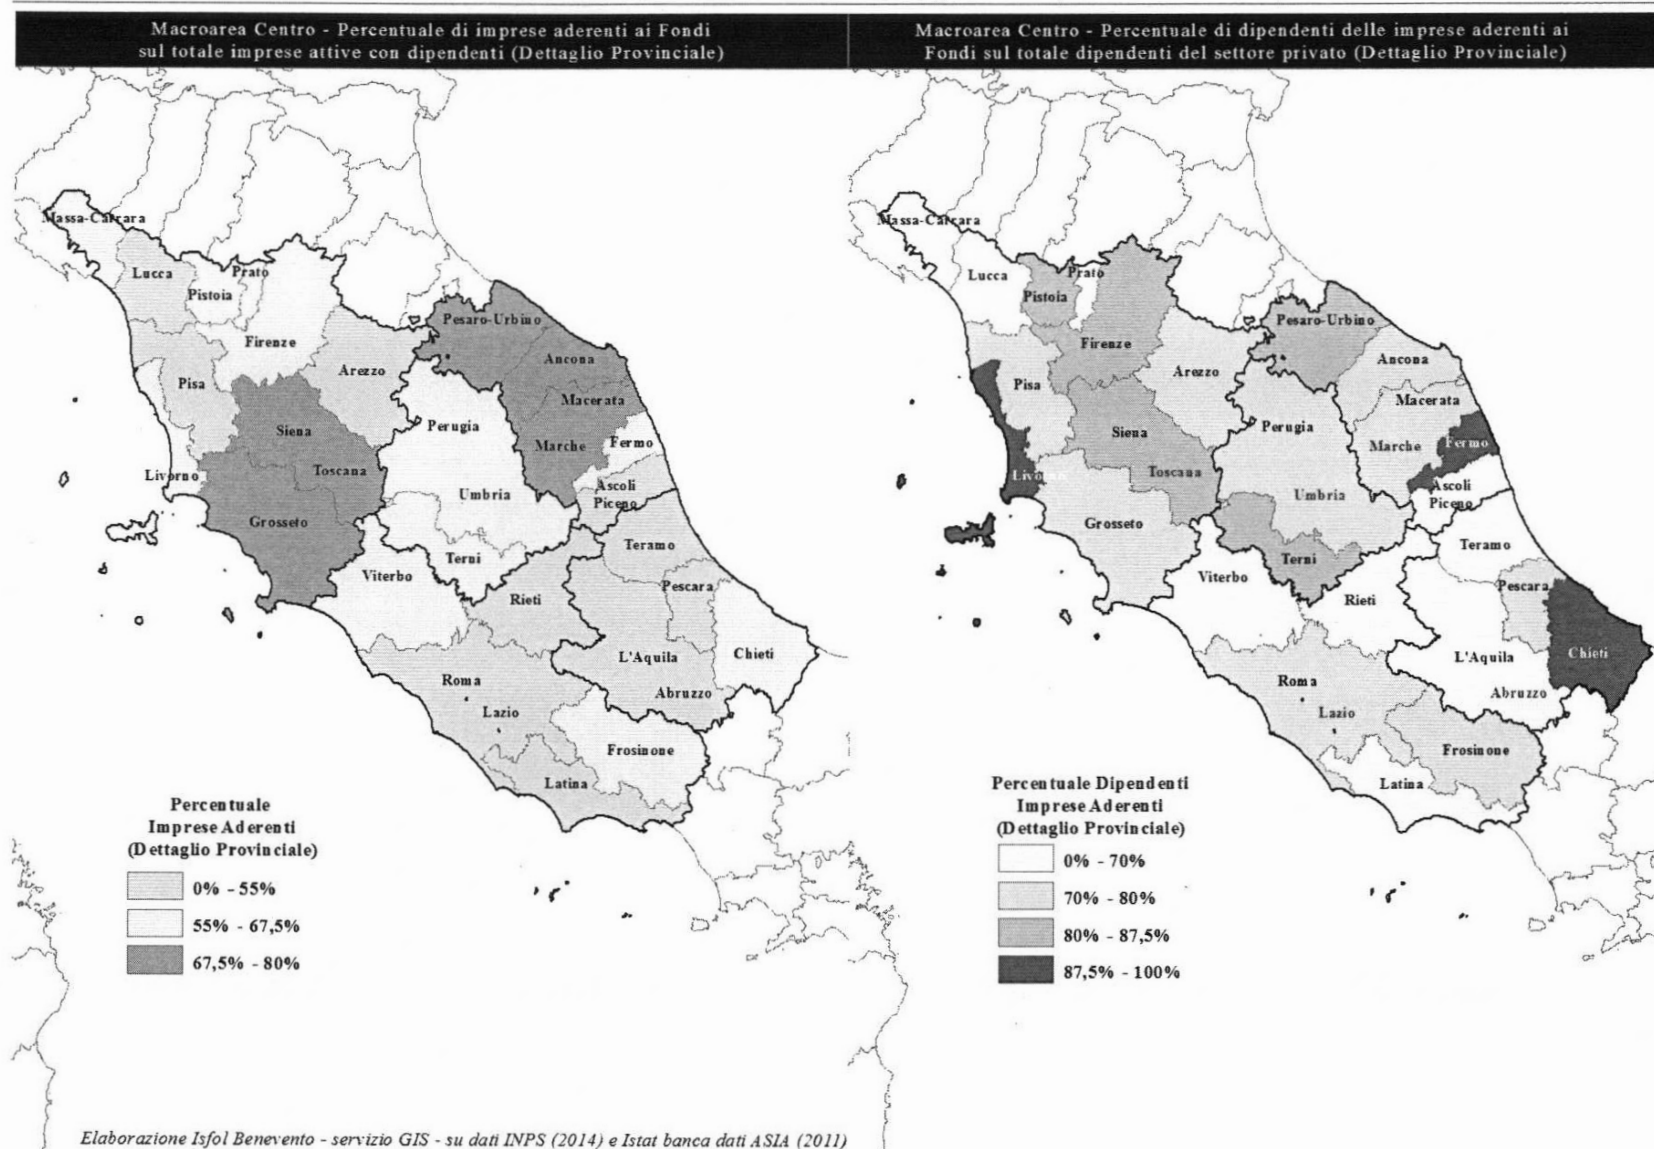 Macroarea Centro - Percentuale di imprese aderenti ai Fondi
sul totale imprese attive con dipendenti (Dettaglio Provinciale)
Massa-Carrara
Lucca
Prato
Pistoia
Pesaro-Urbino
Firenze
Ancona
Arezzo
Pisa
Macerata
Perugia
Siena
Marche
Fermo
Toscana
Livorno
Ascoli
Piceno
Umbria
Grosseto
Teramo
Terni
Viterbo
Pescara
Rieti
L'Aquila
Chieti
Roma
Abruzzo
Lazio
Frosinone
Latina
Percentuale
Imprese Aderenti
(Dettaglio Provinciale)
0% - 55%
55% - 67,5%
67,5% - 80%
Elaborazione Isfol Benevento - servizio GIS - su dati INPS (2014) e Istat banca dati ASIA (2011)
Macroarea Centro - Percentuale di dipendenti delle imprese aderenti ai
Fondi sul totale dipendenti del settore privato (Dettaglio Provinciale)
Massa-Carrara
Lucca
Prato
Pistoia
Pesaro-Urbino
Firenze
Ancona
Arezzo
Pisa
Macerata
Perugia
Siena
Marche
Fermo
Toscana
Livorno
Ascoli
Piceno
Umbria
Grosseto
Teramo
Terni
Viterbo
Pescara
Rieti
L'Aquila
Chieti
Roma
Abruzzo
Lazio
Frosinone
Latina
Percentuale Dipendenti
Imprese Aderenti
(Dettaglio Provinciale)
0% - 70%
70% - 80%
80% - 87,5%
87,5% - 100%